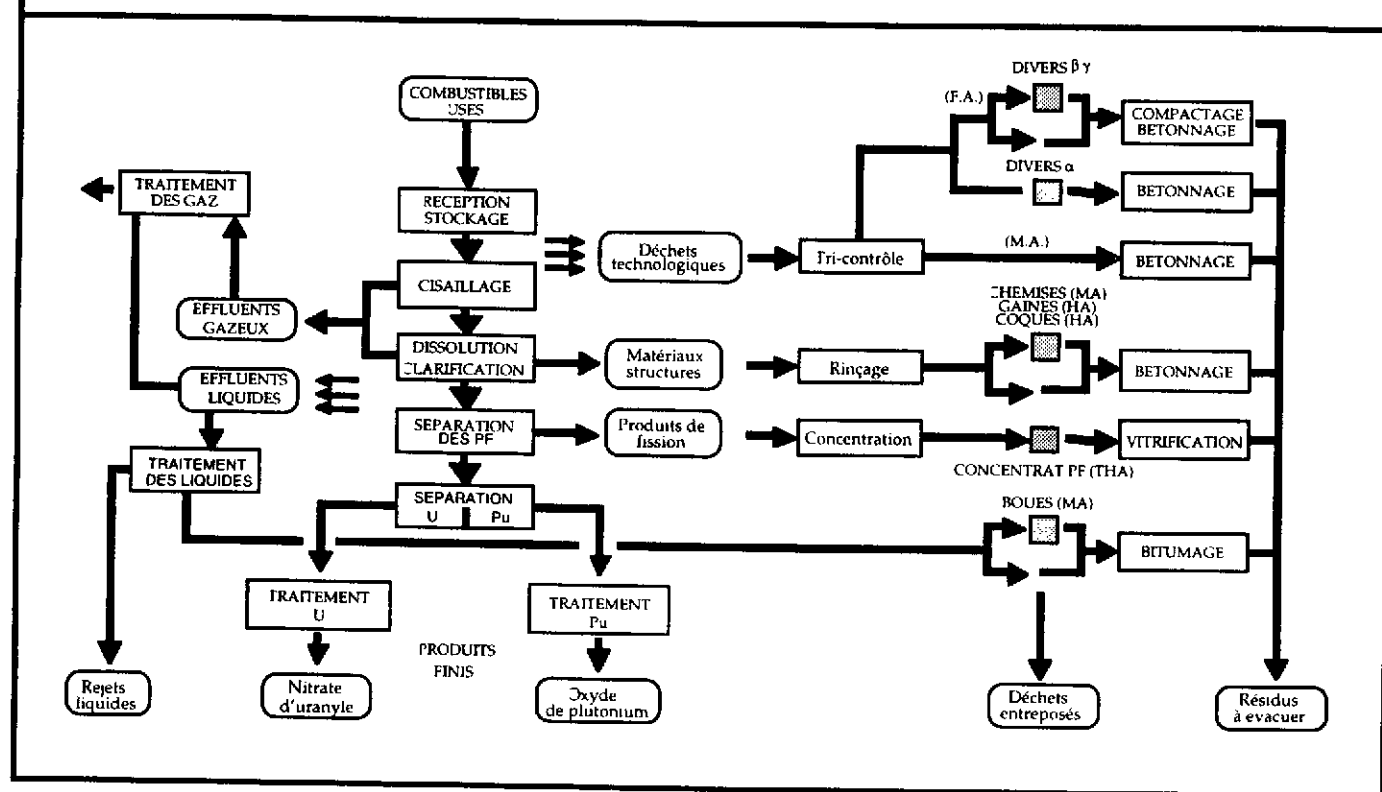 COMBUSTIBLES
USES
TRAITEMENT
DES GAZ
RECEPTION
STOCKAGE
CISAILLAGE
EFFLUENTS
GAZEUX
DISSOLUTION
CLARIFICATION
EFFLUENTS
LIQUIDES
SEPARATION
DES PF
TRAITEMENT
DES LIQUIDES
SEPARATION
U Pu
TRAITEMENT
U
TRAITEMENT
Pu
PRODUITS
FINIS
Rejets
liquides
Nitrate
d'uranyle
Oxyde
de plutonium
Déchets
technologiques
Tri-contrôle
(F.A.)
DIVERS β γ
COMPACTAGE
BETONNAGE
DIVERS α
BETONNAGE
(M.A.)
BETONNAGE
Matériaux
structures
Rinçage
CHEMISES (MA)
GAINES (HA)
COQUES (HA)
BETONNAGE
Produits de
fission
Concentration
VITRIFICATION
CONCENTRAT PF (THA)
BOUES (MA)
BITUMAGE
Déchets
entreposés
Résidus
à evacuer